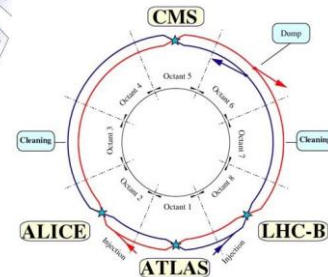 CMS
Dump
Octant 5
Octant 4
Octant 6
Cleaning
Octant 3
Octant 7
Cleaning
Octant 2
Octant 8
Octant 1
ALICE
LHC-B
Injection
Injection
ATLAS